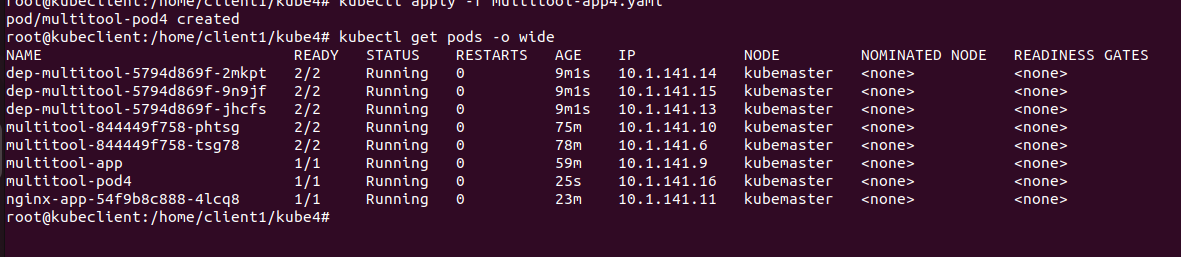 root@kubeclient:/home/client1/kube4# kubectl apply -f Multitool-app4.yaml
pod/multitool-pod4 created
root@kubeclient:/home/client1/kube4# kubectl get pods -o wide
NAME READY STATUS RESTARTS AGE IP NODE NOMINATED NODE READINESS GATES
dep-multitool-5794d869f-2mkpt 2/2 Running 0 9m1s 10.1.141.14 kubemaster <none> <none>
dep-multitool-5794d869f-9n9jf 2/2 Running 0 9m1s 10.1.141.15 kubemaster <none> <none>
dep-multitool-5794d869f-jhcfs 2/2 Running 0 9m1s 10.1.141.13 kubemaster <none> <none>
multitool-844449f758-phtsg 2/2 Running 0 75m 10.1.141.10 kubemaster <none> <none>
multitool-844449f758-tsg78 2/2 Running 0 78m 10.1.141.6 kubemaster <none> <none>
multitool-app 1/1 Running 0 59m 10.1.141.9 kubemaster <none> <none>
multitool-pod4 1/1 Running 0 25s 10.1.141.16 kubemaster <none> <none>
nginx-app-54f9b8c888-4lcq8 1/1 Running 0 23m 10.1.141.11 kubemaster <none> <none>
root@kubeclient:/home/client1/kube4#